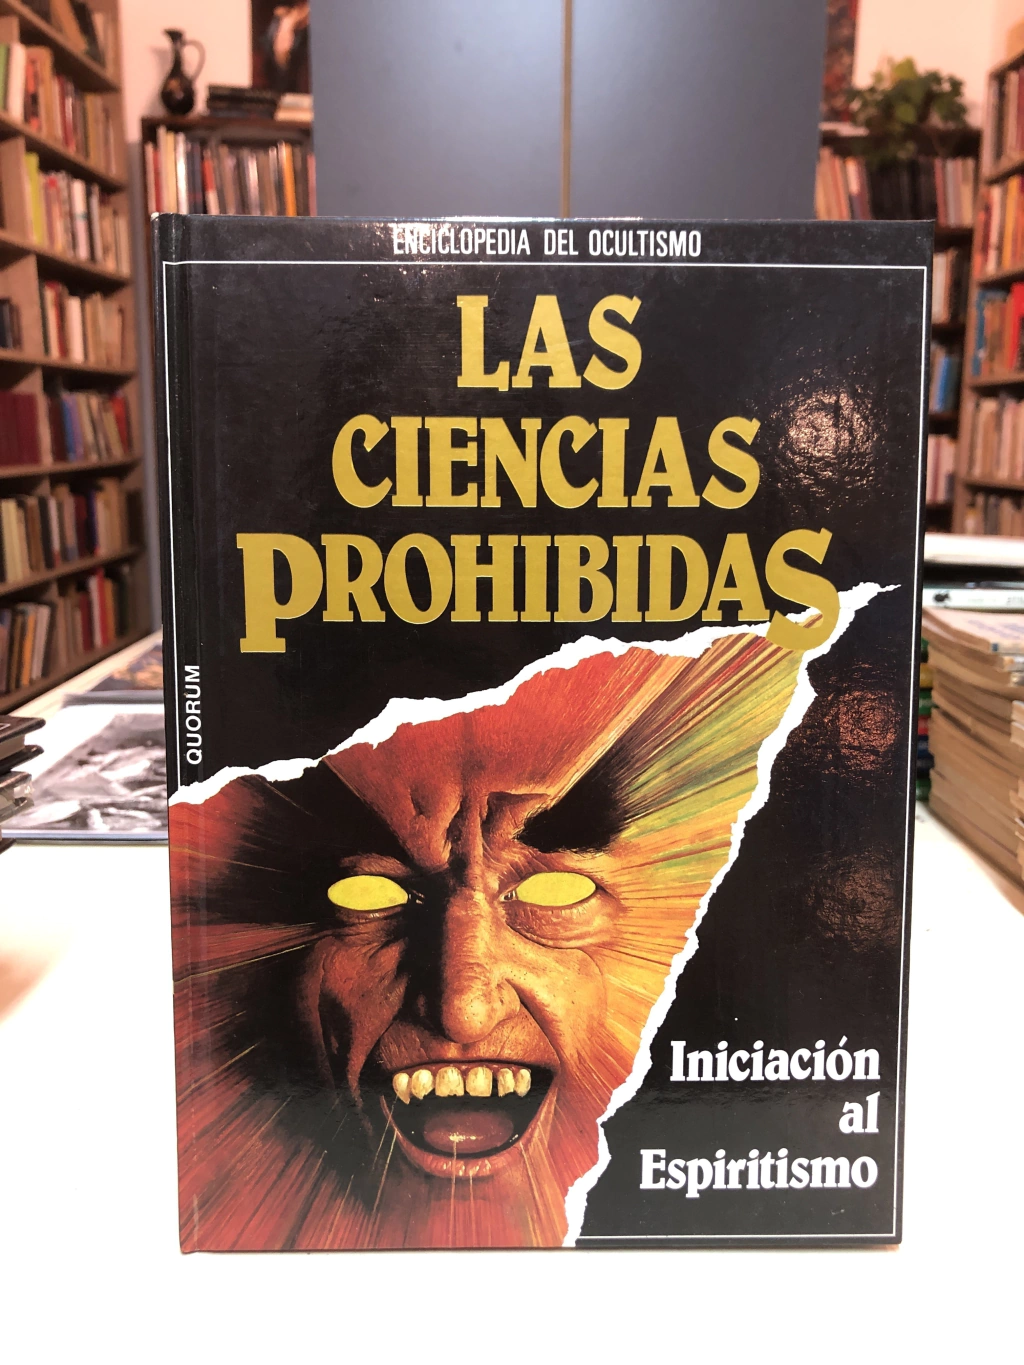 ENCICLOPEDIA DEL OCULTISMO
LAS
CIENCIAS
PROHIBIDAS
QUORUM
Iniciación
al
Espiritismo